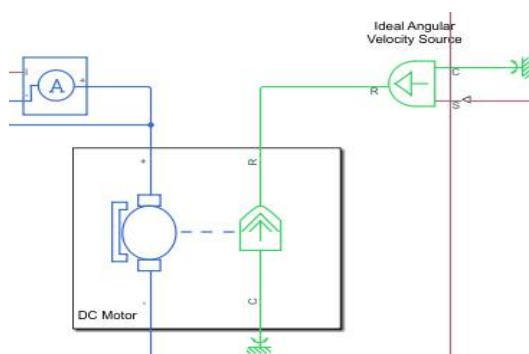 Ideal Angular
Velocity Source
I
+
A
-
C
R
S
+
R
C
-
DC Motor